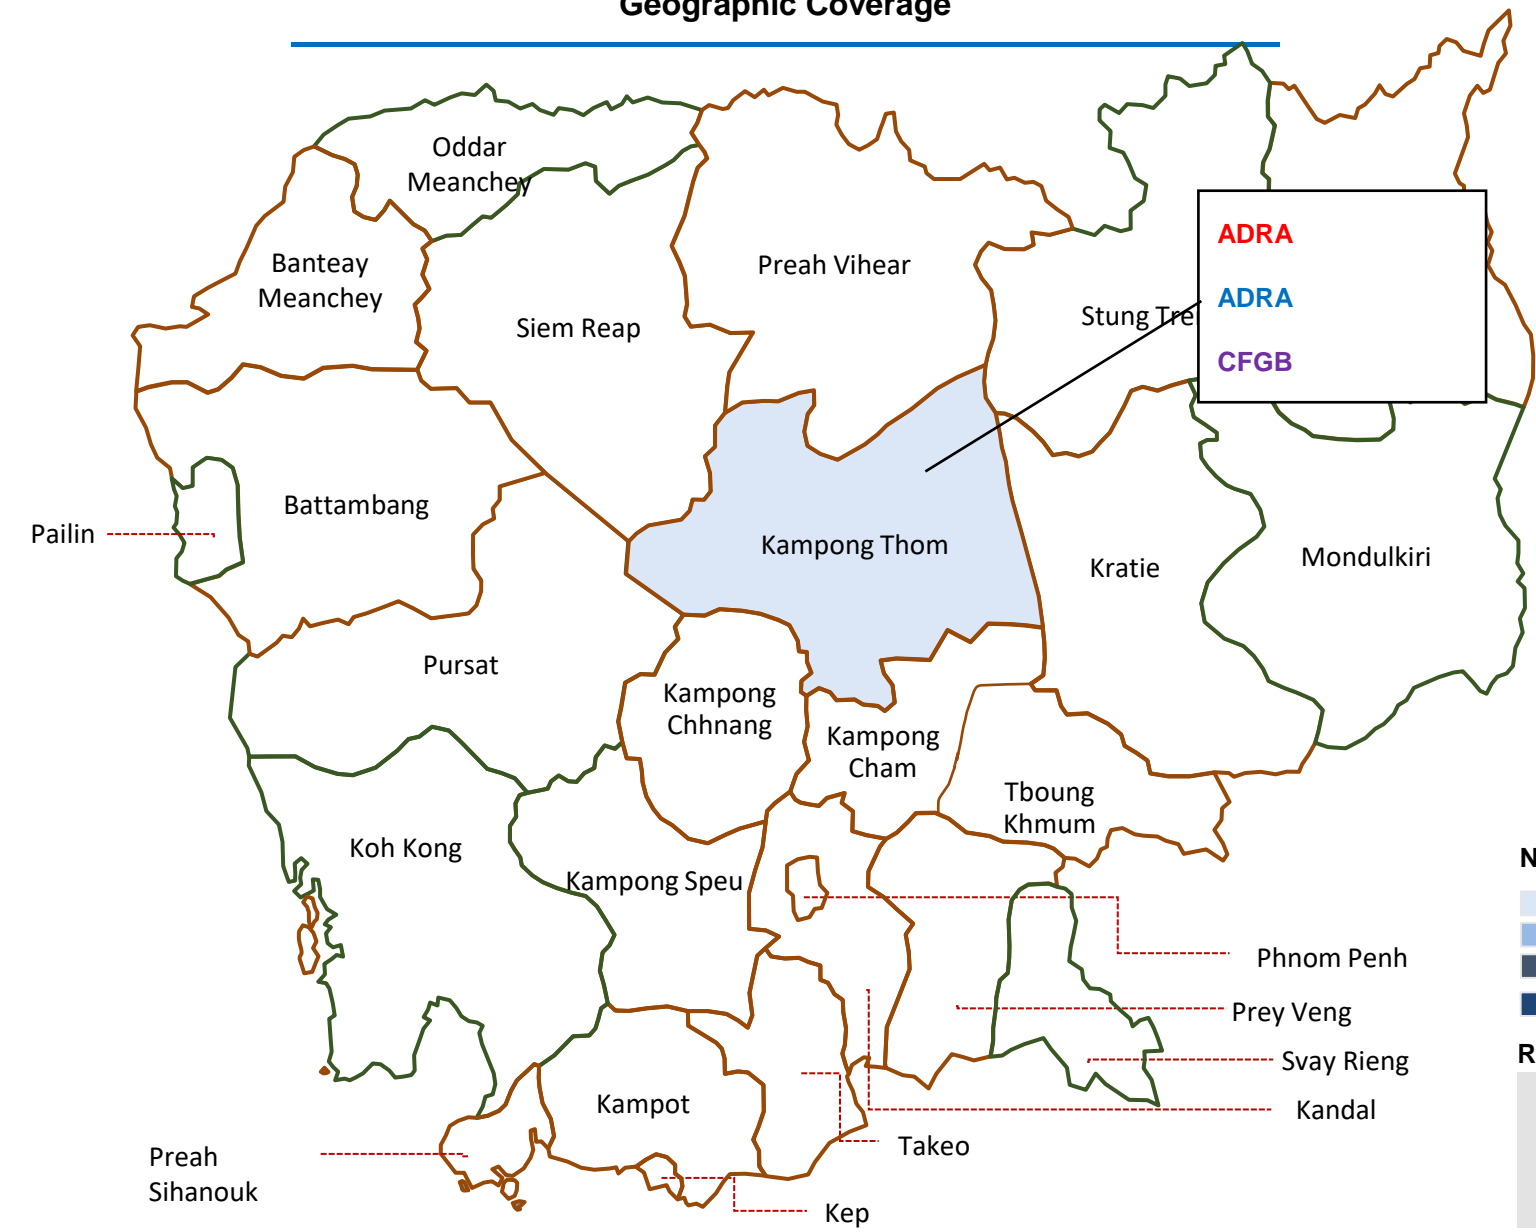 Geographic Coverage
Oddar
Meanchey
Banteay
Meanchey
Siem Reap
Preah Vihear
ADRA
ADRA
CFGB
Stung Tre
Battambang
Pailin
Kampong Thom
Kratie
Mondulkiri
Pursat
Kampong
Chhnang
Kampong
Cham
Tboung
Khmum
Koh Kong
Kampong Speu
N
Phnom Penh
Prey Veng
R
Svay Rieng
Kampot
Kandal
Takeo
Preah
Sihanouk
Kep